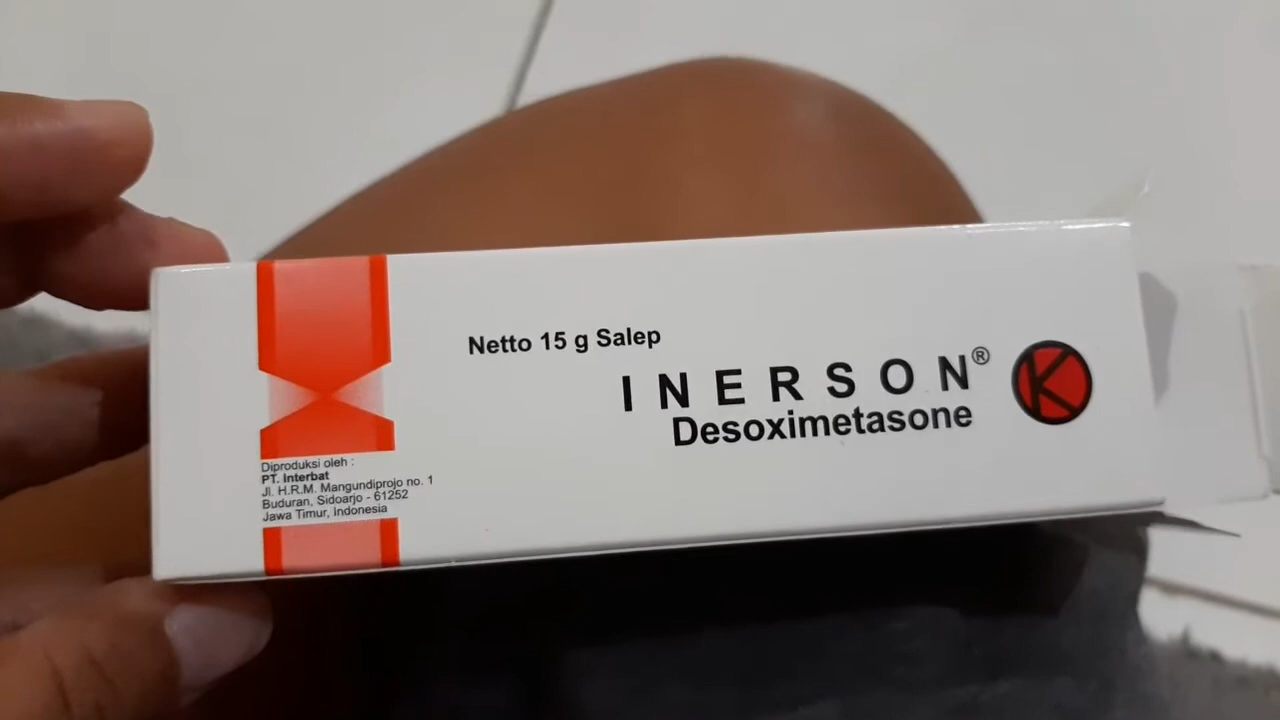 Netto 15 g Salep
INERSON®
K
Desoximetasone
Diproduksi oleh :
PT. Interbat
Jl. H.R.M. Mangundiprojo no. 1
Buduran, Sidoarjo - 61252
Jawa Timur, Indonesia